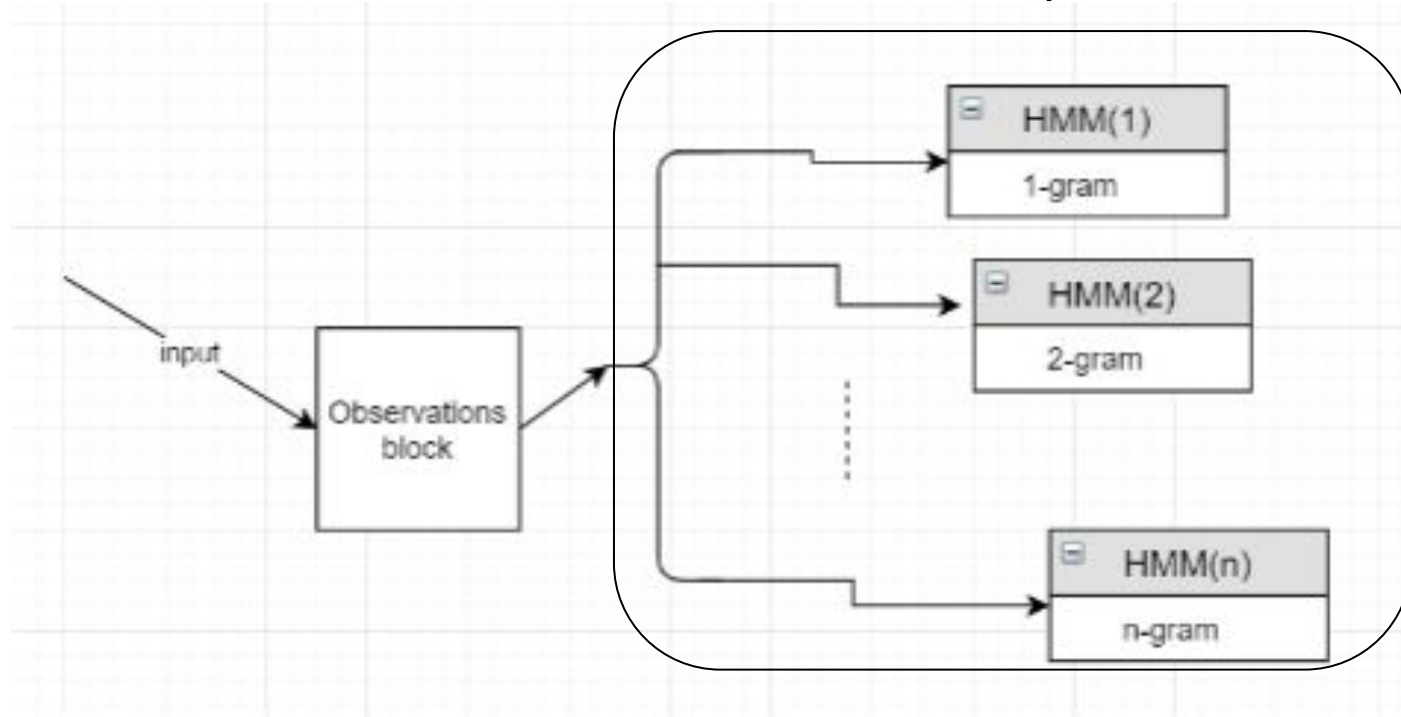 HMM(1)
1-gram
HMM(2)
2-gram
input
Observations
block
HMM(n)
n-gram